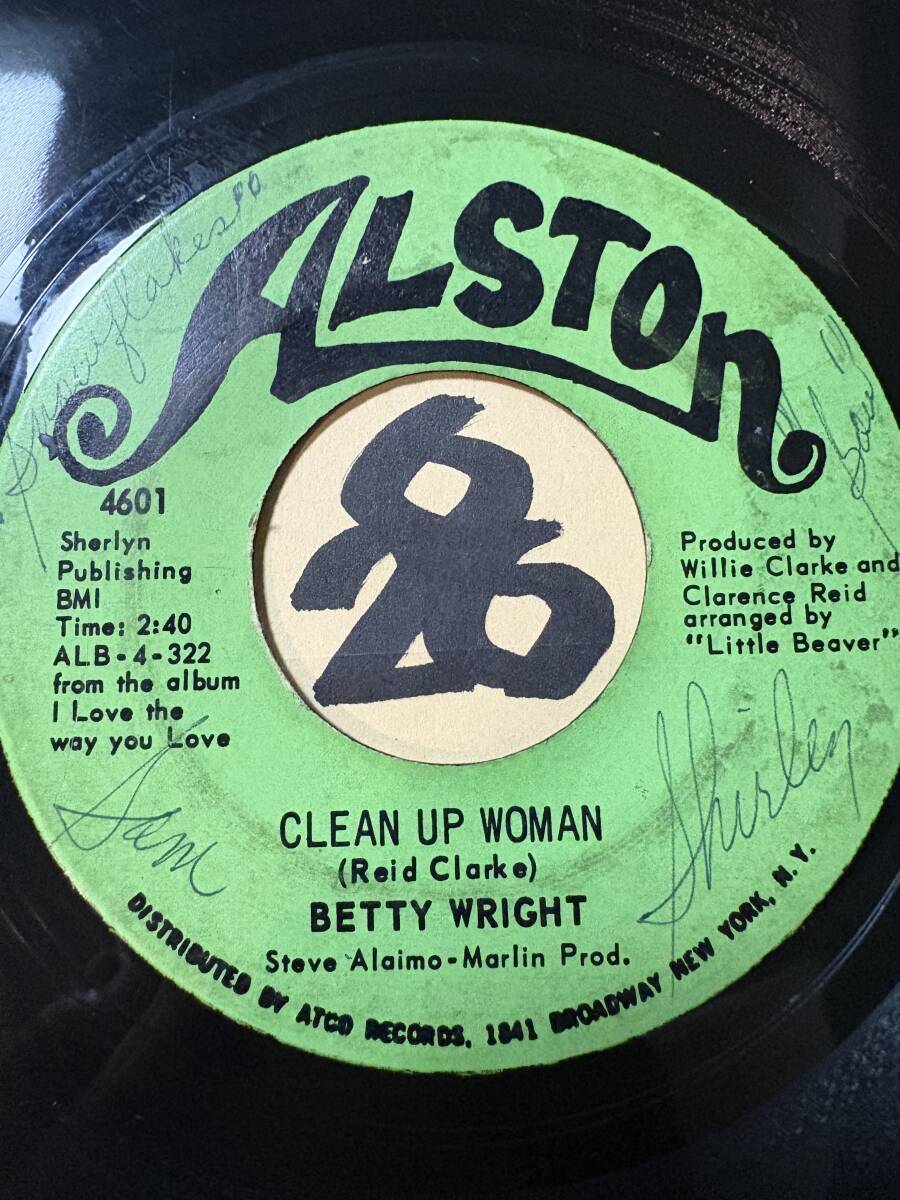 "Snowflakes"
ALSTON
4601
Sherlyn
Publishing
BMI
Time: 2:40
ALB-4-322
from the album
I Love the
way you Love
Produced by
Willie Clarke and
Clarence Reid
arranged by
"Little Beaver"
Sam
Shirley
CLEAN UP WOMAN
(Reid Clarke)
BETTY WRIGHT
Steve Alaimo-Marlin Prod.
DISTRIBUTED BY ATCO RECORDS, 1841 BROADWAY NEW YORK, N.Y.